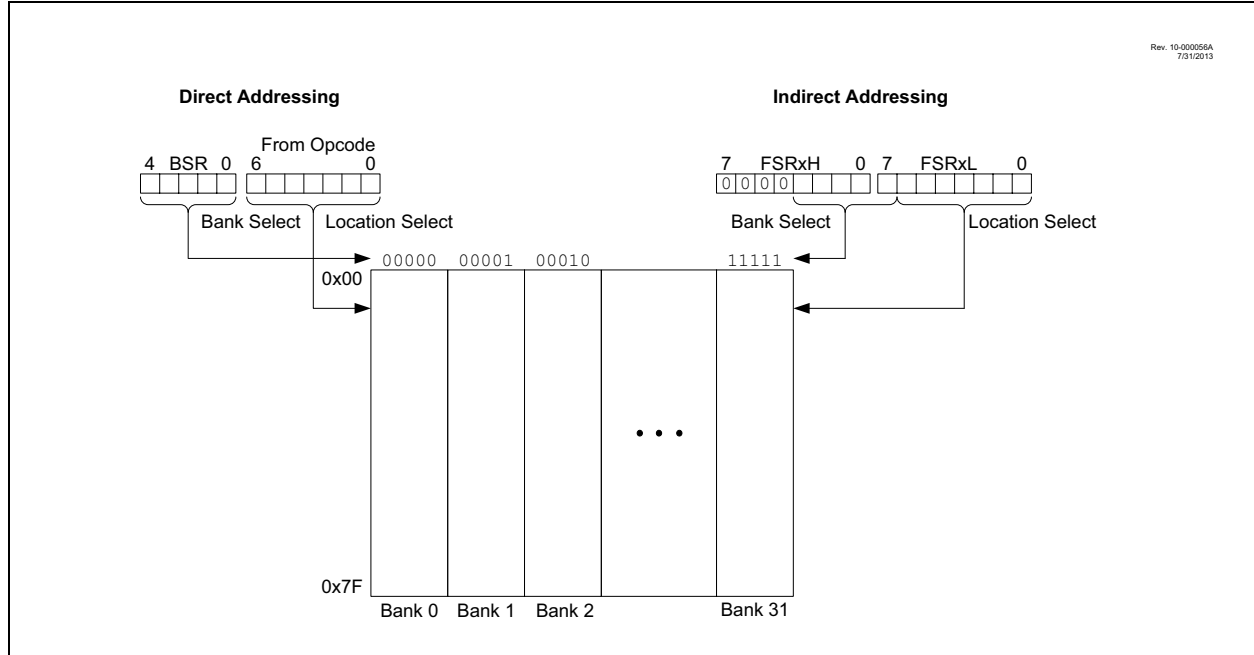 Rev. 10-000056A
7/31/2013
Direct Addressing
Indirect Addressing
From Opcode
4 BSR 0 6 0
7 FSRxH 0 7 FSRxL 0
0 0 0 0
Bank Select Location Select
Bank Select Location Select
00000 00001 00010 11111
0x00
. . .
0x7F
Bank 0 Bank 1 Bank 2 Bank 31